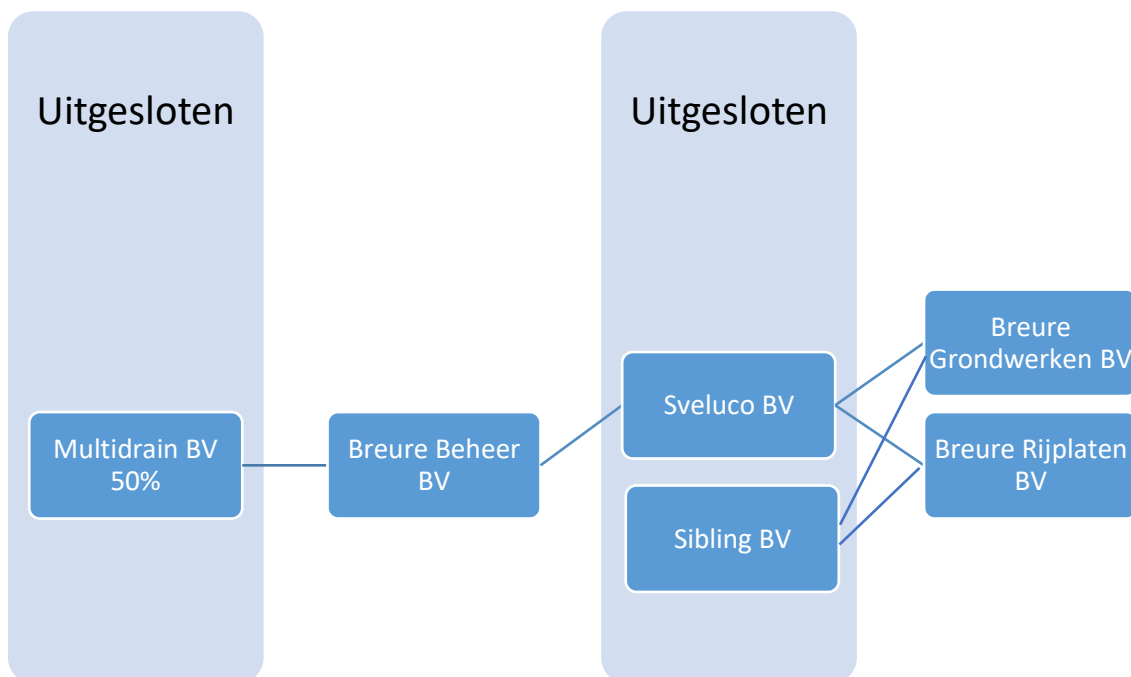 Uitgesloten
Uitgesloten
Breure
Grondwerken BV
Sveluco BV
Multidrain BV
50%
Breure Beheer
BV
Breure Rijplaten
BV
Sibling BV